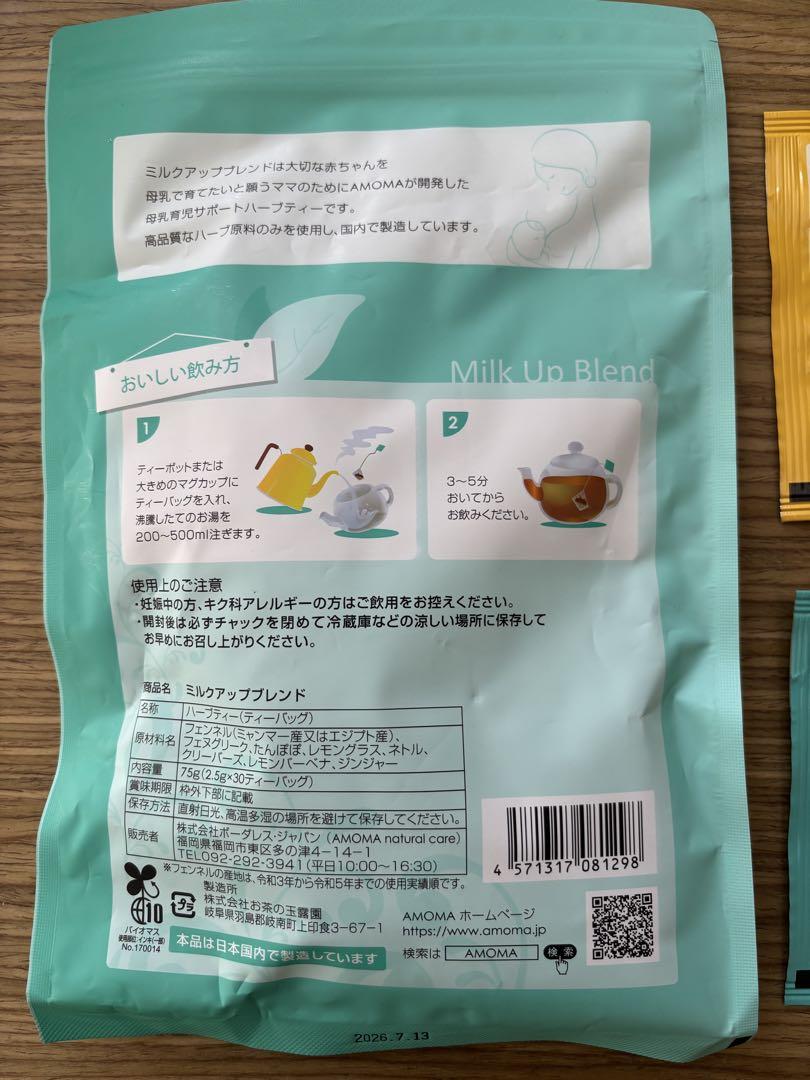 ミルクアップブレンドは大切な赤ちゃんを
母乳で育てたいと願うママのためにAMOMAが開発した
母乳育児サポートハーブティーです。
高品質なハーブ原料のみを使用し、国内で製造しています。
おいしい飲み方
Milk Up Blend
1
ティーポットまたは
大きめのマグカップに
ティーバッグを入れ、
沸騰したてのお湯を
200〜500ml注ぎます。
2
3〜5分
おいてから
お飲みください。
使用上のご注意
・妊娠中の方、キク科アレルギーの方はご飲用をお控えください。
・開封後は必ずチャックを閉めて冷蔵庫などの涼しい場所に保存して
お早めにお召し上がりください。
商品名 ミルクアップブレンド
名称 ハーブティー(ティーバッグ)
原材料名 フェンネル(ミャンマー産又はエジプト産)、
フェヌグリーク、たんぽぽ、レモングラス、ネトル、
クリーバーズ、レモンバーベナ、ジンジャー
内容量 75g(2.5g×30ティーバッグ)
賞味期限 枠外下部に記載
保存方法 直射日光、高温多湿の場所を避けて保存してください。
販売者 株式会社ボーダレス・ジャパン(AMOMA natural care)
福岡県福岡市東区多の津4-14-1
TEL092-292-3941(平日10:00〜16:30)
※フェンネルの産地は、令和3年から令和5年までの使用実績順です。
製造所
株式会社お茶の玉露園
岐阜県羽島郡岐南町上印食3-67-1
10
バイオマス
使用部位:インキ(一部)
No.170014
本品は日本国内で製造しています
4 571317 081298
AMOMA ホームページ
https://www.amoma.jp
検索は AMOMA 検索
2026.7.13